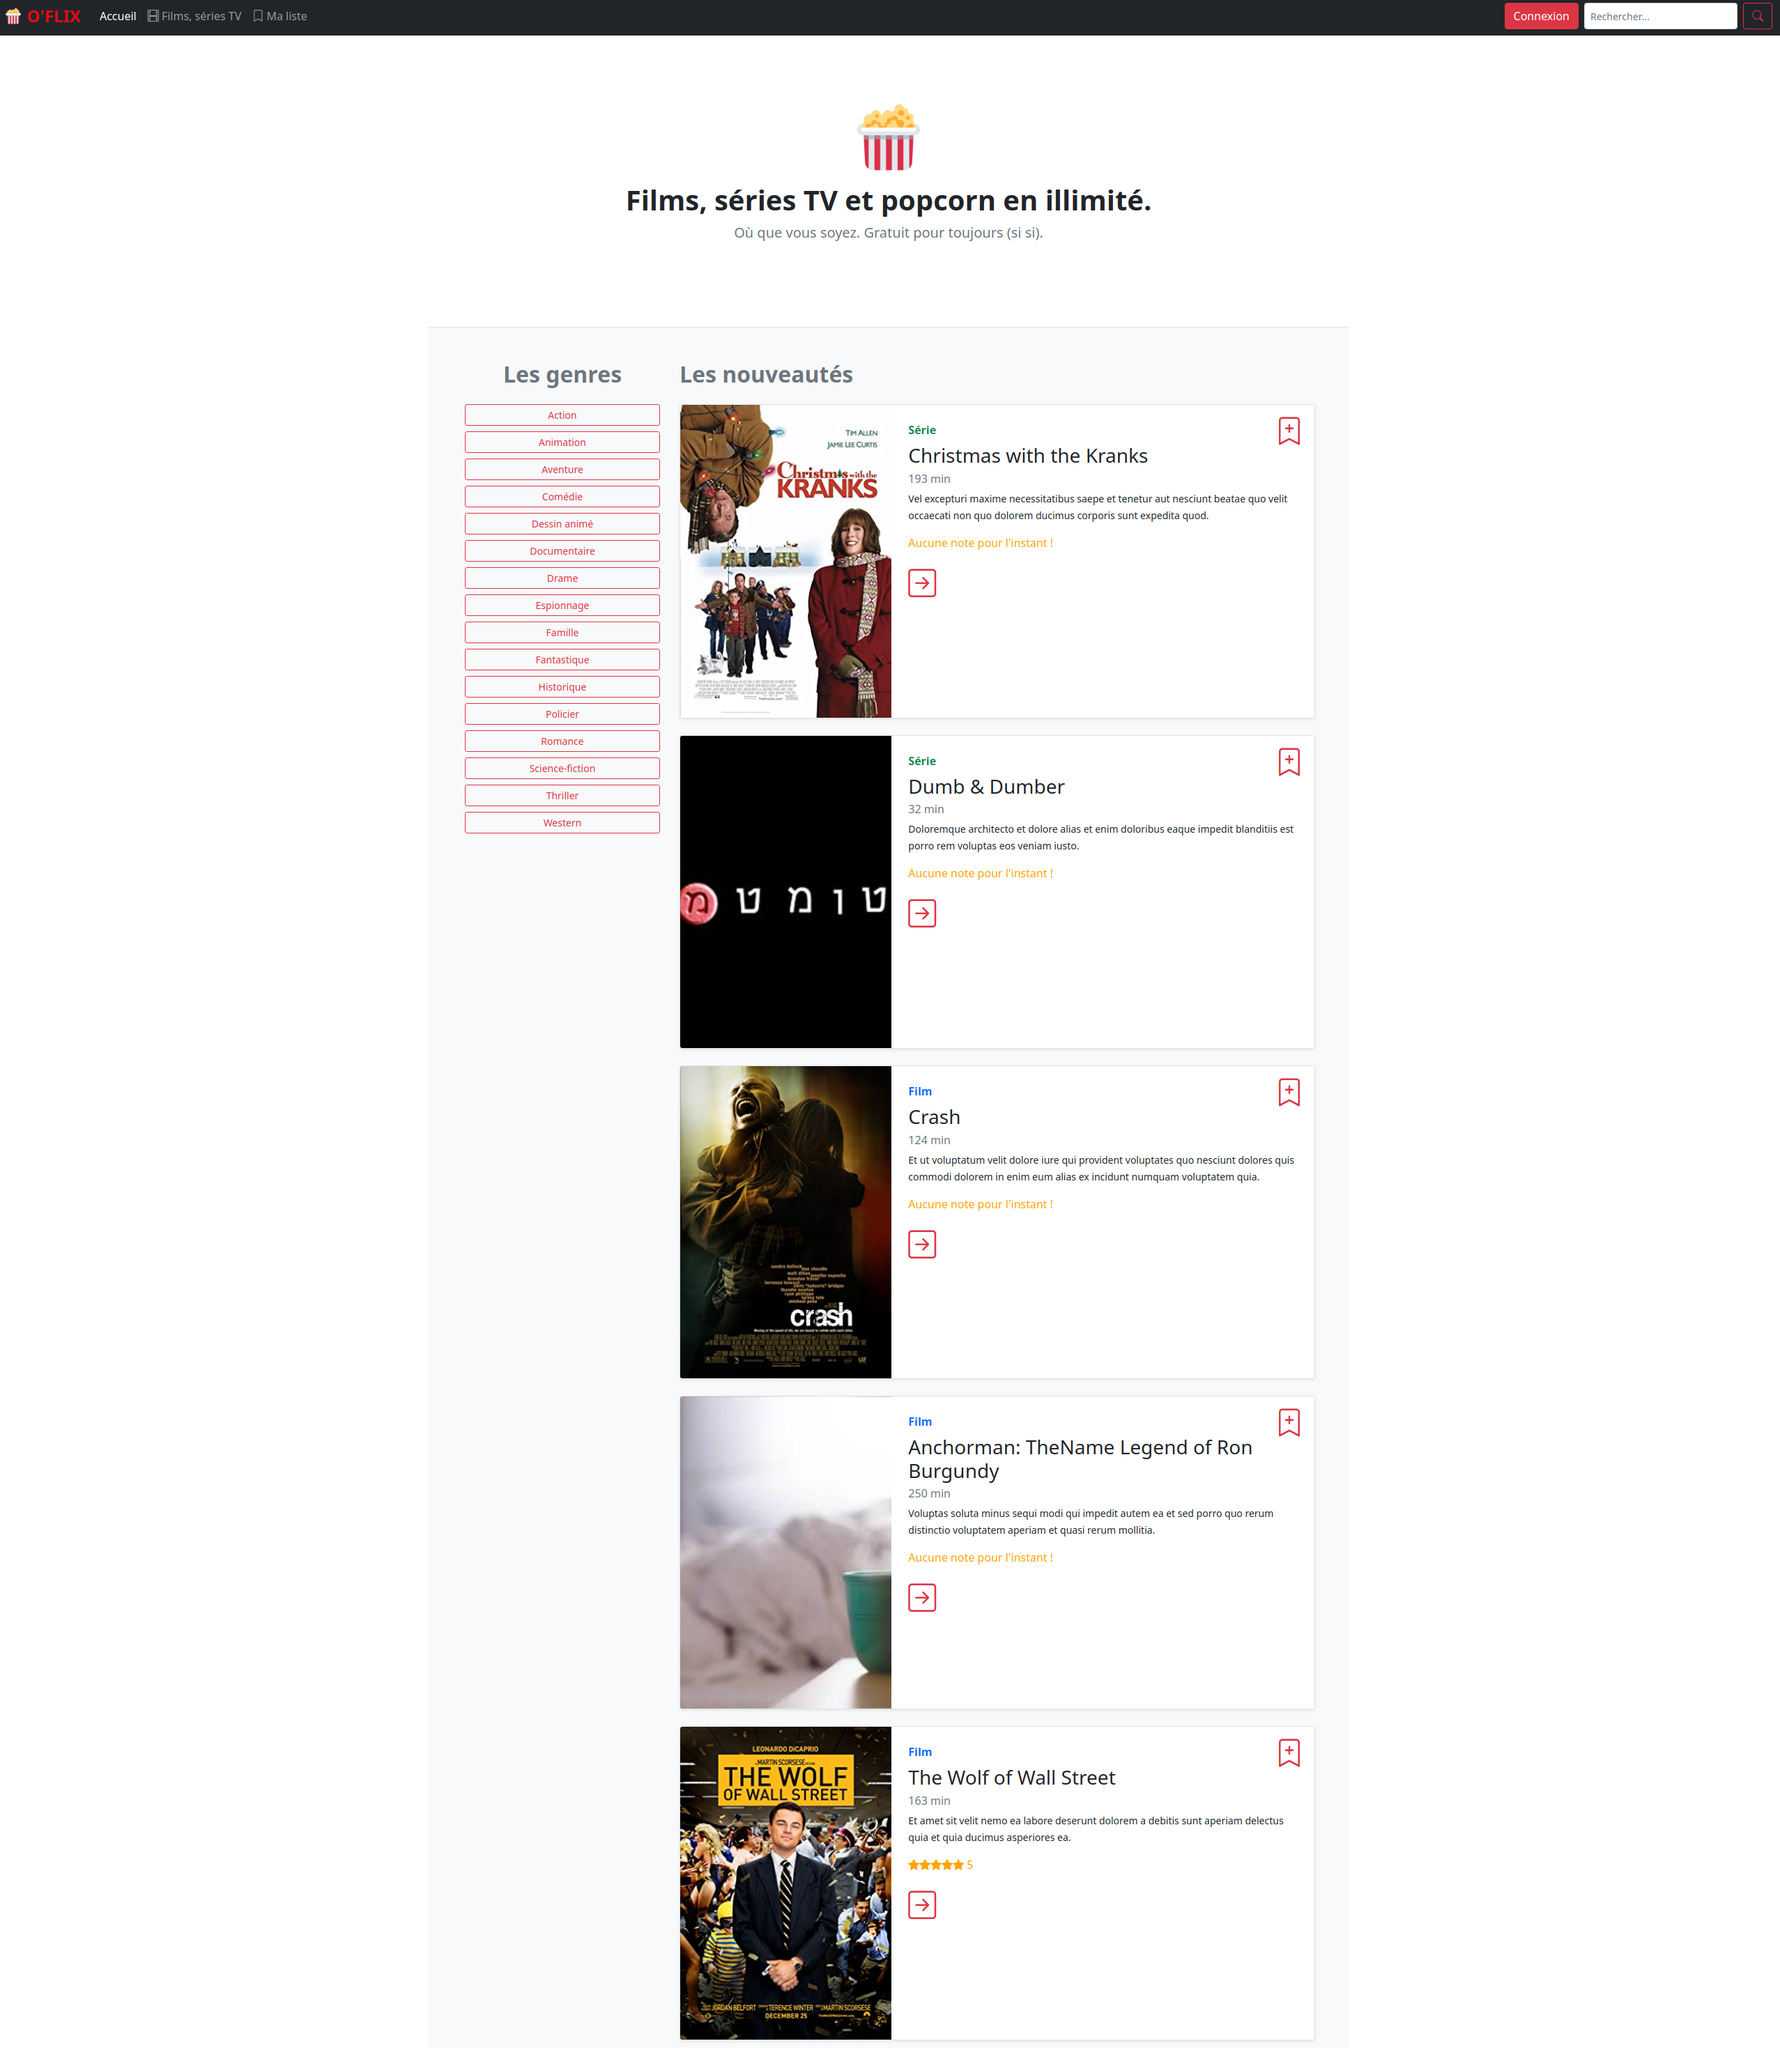 O'FLIX Accueil Films, séries TV Ma liste Connexion Rechercher...
Films, séries TV et popcorn en illimité.
Où que vous soyez. Gratuit pour toujours (si si).
Les genres
Action
Animation
Aventure
Comédie
Dessin animé
Documentaire
Drame
Espionnage
Famille
Fantastique
Historique
Policier
Romance
Science-fiction
Thriller
Western
Les nouveautés
TIM ALLEN
JAMIE LEE CURTIS
Christmas with the
KRANKS
Série
Christmas with the Kranks
193 min
Vel excepturi maxime necessitatibus saepe et tenetur aut nesciunt beatae quo velit
occaecati non quo dolorem ducimus corporis sunt expedita quod.
Aucune note pour l'instant !
מ ט מ ו ט
Série
Dumb & Dumber
32 min
Doloremque architecto et dolore alias et enim doloribus eaque impedit blanditiis est
porro rem voluptas eos veniam iusto.
Aucune note pour l'instant !
crash
Film
Crash
124 min
Et ut voluptatum velit dolore iure qui provident voluptates quo nesciunt dolores quis
commodi dolorem in enim eum alias ex incidunt numquam voluptatem quia.
Aucune note pour l'instant !
Film
Anchorman: TheName Legend of Ron
Burgundy
250 min
Voluptas soluta minus sequi modi qui impedit autem ea et sed porro quo rerum
distinctio voluptatem aperiam et quasi rerum mollitia.
Aucune note pour l'instant !
LEONARDO DiCAPRIO
MARTIN SCORSESE
THE WOLF
OF WALL STREET
JORDAN BELFORT TERENCE WINTER MARTIN SCORSESE
DECEMBER 25
Film
The Wolf of Wall Street
163 min
Et amet sit velit nemo ea labore deserunt dolorem a debitis sunt aperiam delectus
quia et quia ducimus asperiores ea.
5